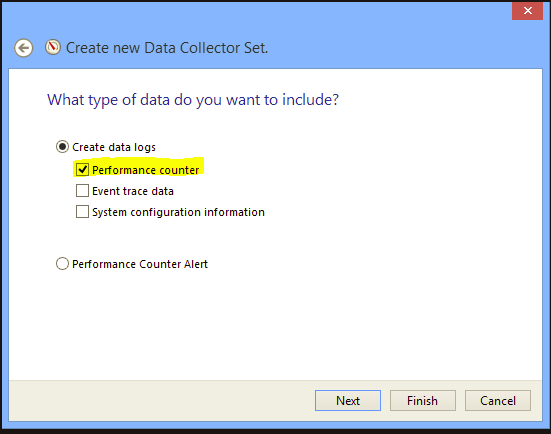 Create new Data Collector Set.
What type of data do you want to include?
Create data logs
Performance counter
Event trace data
System configuration information
Performance Counter Alert
Next Finish Cancel